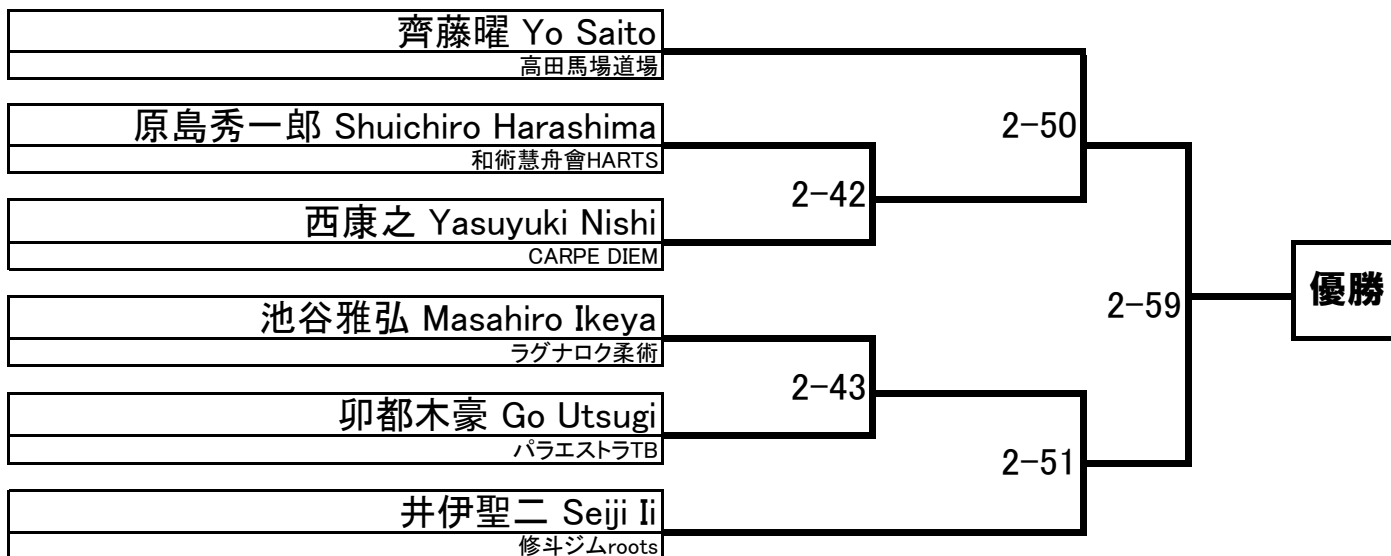 齊藤曜 Yo Saito
高田馬場道場
原島秀一郎 Shuichiro Harashima
和術慧舟會HARTS
西康之 Yasuyuki Nishi
CARPE DIEM
池谷雅弘 Masahiro Ikeya
ラグナロク柔術
卯都木豪 Go Utsugi
パラエストラTB
井伊聖二 Seiji Ii
修斗ジムroots
2-42
2-43
2-50
2-51
2-59
優勝